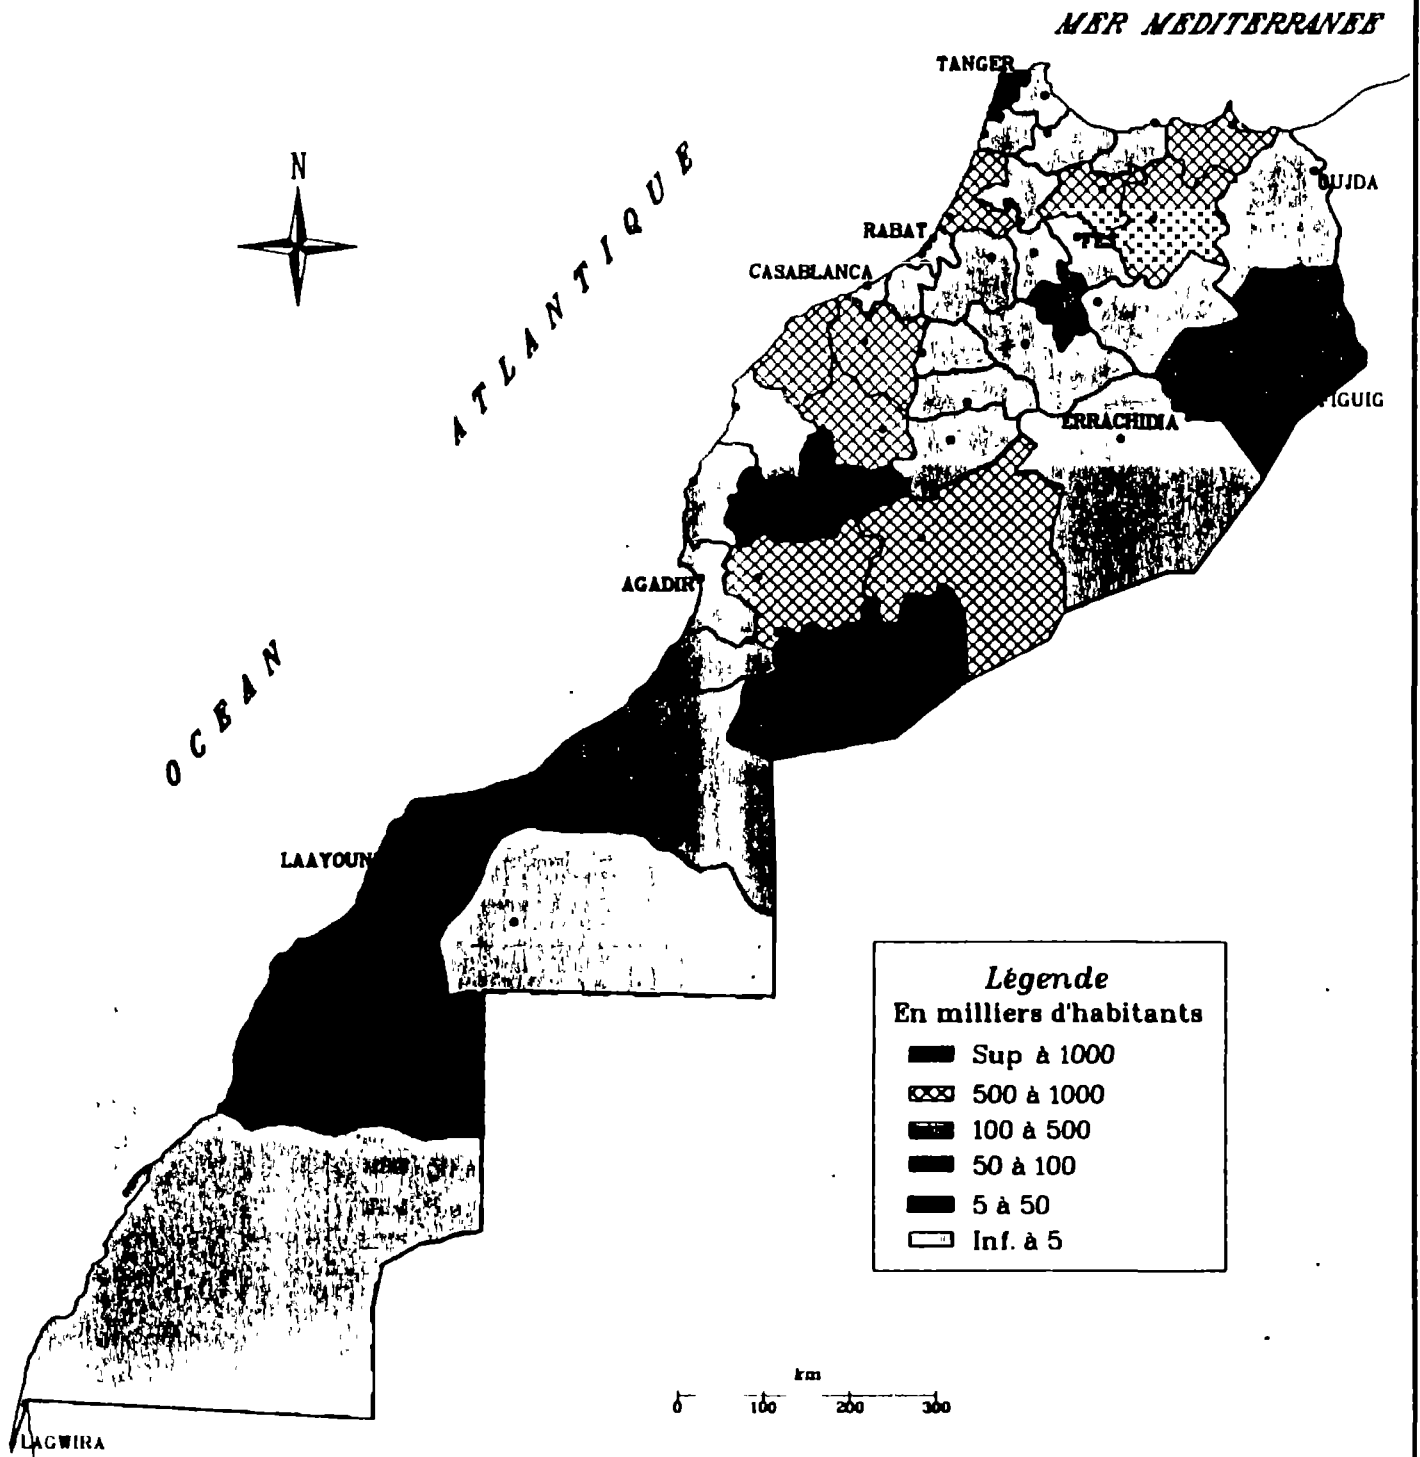 MER MEDITERRANEE
TANGER
N
ATLANTIQUE
OUJDA
RABAT
FES
CASABLANCA
FIGUIG
ERRACHIDIA
AGADIR
OCEAN
LAAYOUN
Légende
En milliers d'habitants
Sup à 1000
500 à 1000
100 à 500
50 à 100
5 à 50
Inf. à 5
km
0 100 200 300
LAGWIRA